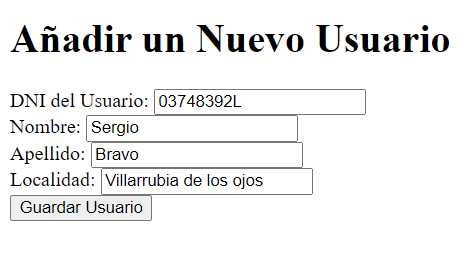 Añadir un Nuevo Usuario
DNI del Usuario: 03748392L
Nombre: Sergio
Apellido: Bravo
Localidad: Villarrubia de los ojos
Guardar Usuario